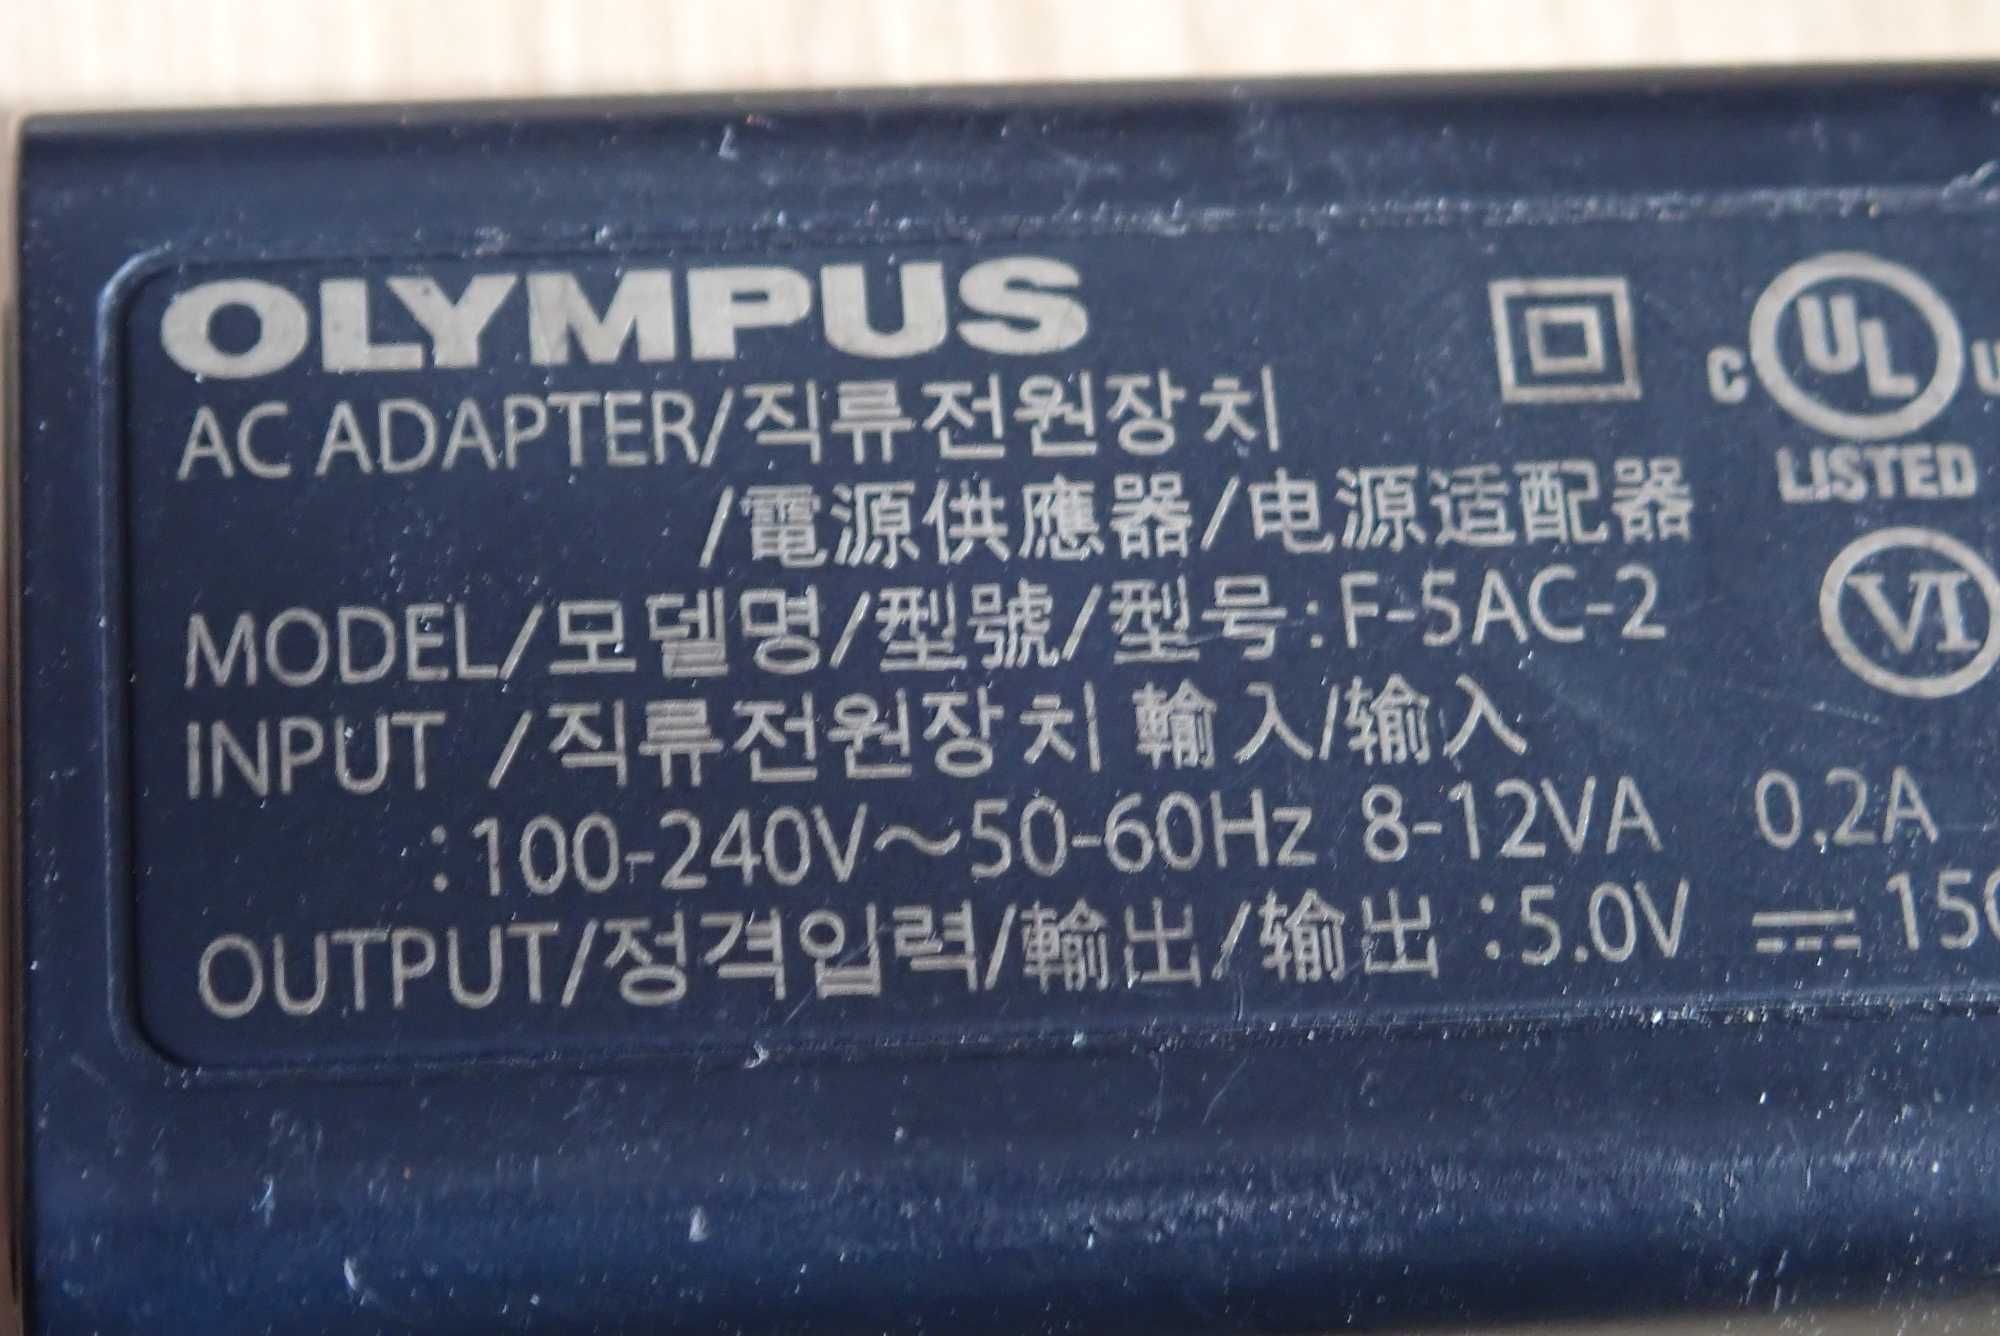 OLYMPUS
AC ADAPTER/직류전원장치
/電源供應器/电源适配器
MODEL/모델명/型號/型号:F-5AC-2
INPUT /직류전원장치 輸入/输入
:100-240V~50-60Hz 8-12VA 0.2A
OUTPUT/정격입력/輸出/输出 :5.0V ⎓ 150
C UL U
LISTED
VI